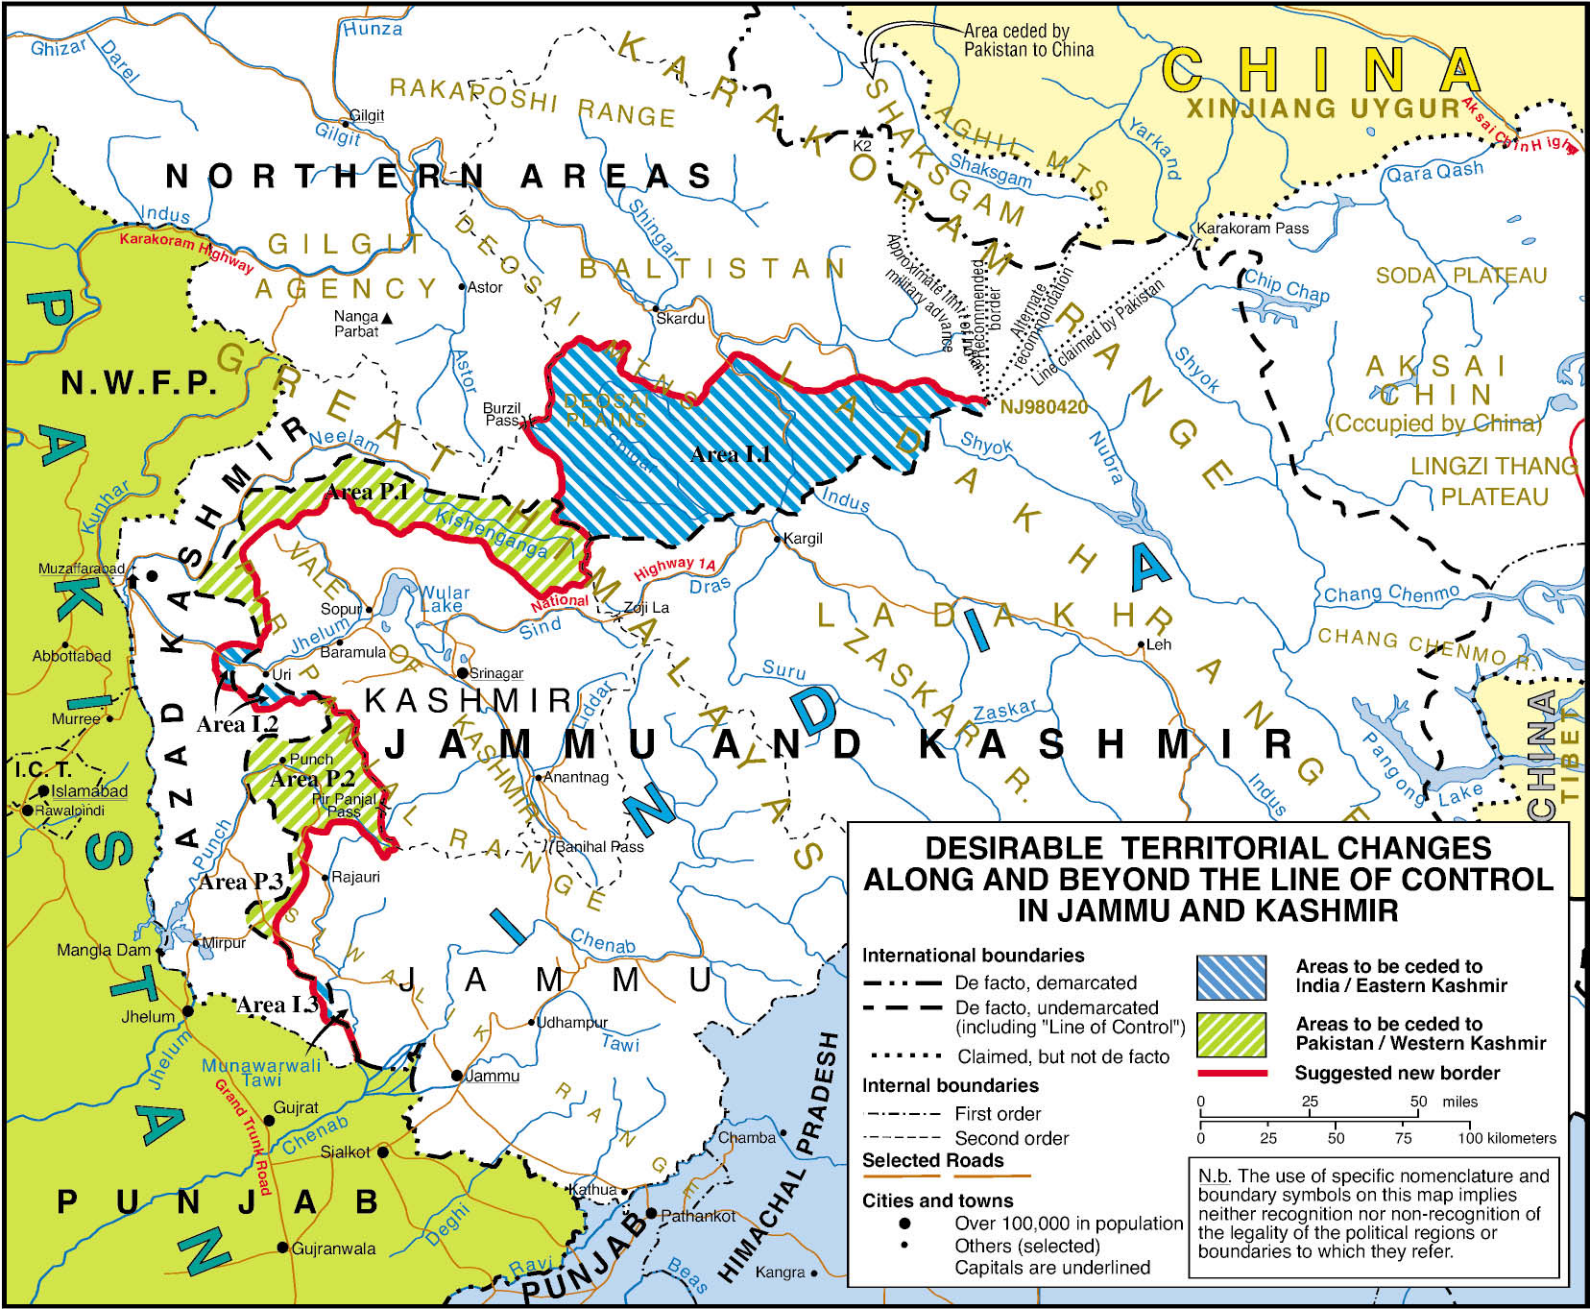 Ghizar
Darel
Hunza
KARAKORAM RANGE
Area ceded by
Pakistan to China
CHINA
XINJIANG UYGUR
Aksai Chin High
RAKAPOSHI RANGE
Gilgit
Gilgit
K2
SHAKSGAM
AGHIL MTS
Shaksgam
Yarkand
Qara Qash
NORTHERN AREAS
Indus
Karakoram Highway
GILGIT
AGENCY
DEOSAI MTNS
Shingar
BALTISTAN
Karakoram Pass
Chip Chap
SODA PLATEAU
Astor
Nanga
Parbat
Skardu
Approximate limit of Indian
military advance
Recommended
border
Alternate
recommendation
Line claimed by Pakistan
PAKISTAN
N.W.F.P.
GREAT HIMALAYAS
Astor
Burzil
Pass
DEOSAI
PLAINS
Shigar
Area I.1
NJ980420
Shyok
AKSAI
CHIN
(Cccupied by China)
LADAKH RANGE
Neelam
Shyok
Nubra
LINGZI THANG
PLATEAU
Kunhar
AZAD KASHMIR
Area P.1
Kishenganga
Indus
Kargil
Muzaffarabad
VALE OF KASHMIR
Wular
Lake
Sopur
National Highway 1A
Dras
Zoji La
Sind
INDIA
Chang Chenmo
CHANG CHENMO R.
LADAKH
Leh
Abbottabad
PIR PANJAL RANGE
Jhelum
Baramula
Uri
Srinagar
Suru
ZASKAR R.
Zaskar
Murree
Area I.2
KASHMIR
Liddar
JAMMU AND KASHMIR
Pangong Lake
CHINA
TIBET
I.C.T.
Islamabad
Rawalpindi
Punch
Area P.2
Pir Panjal
Pass
Anantnag
Indus
Punch
Banihal Pass
Area P.3
Rajauri
Mangla Dam
Mirpur
SIWALIK RANGE
Chenab
JAMMU
Area I.3
Jhelum
Udhampur
Tawi
Jhelum
Munawarwali
Tawi
Jammu
Grand Trunk Road
Gujrat
Chenab
Sialkot
Chamba
HIMACHAL PRADESH
PUNJAB
Kathua
Pathankot
Deghi
Gujranwala
Ravi
PUNJAB
Beas
Kangra
DESIRABLE TERRITORIAL CHANGES
ALONG AND BEYOND THE LINE OF CONTROL
IN JAMMU AND KASHMIR
International boundaries
De facto, demarcated
De facto, undemarcated
(including "Line of Control")
Claimed, but not de facto
Internal boundaries
First order
Second order
Selected Roads
Cities and towns
Over 100,000 in population
Others (selected)
Capitals are underlined
Areas to be ceded to
India / Eastern Kashmir
Areas to be ceded to
Pakistan / Western Kashmir
Suggested new border
0 25 50 miles
0 25 50 75 100 kilometers
N.b. The use of specific nomenclature and
boundary symbols on this map implies
neither recognition nor non-recognition of
the legality of the political regions or
boundaries to which they refer.